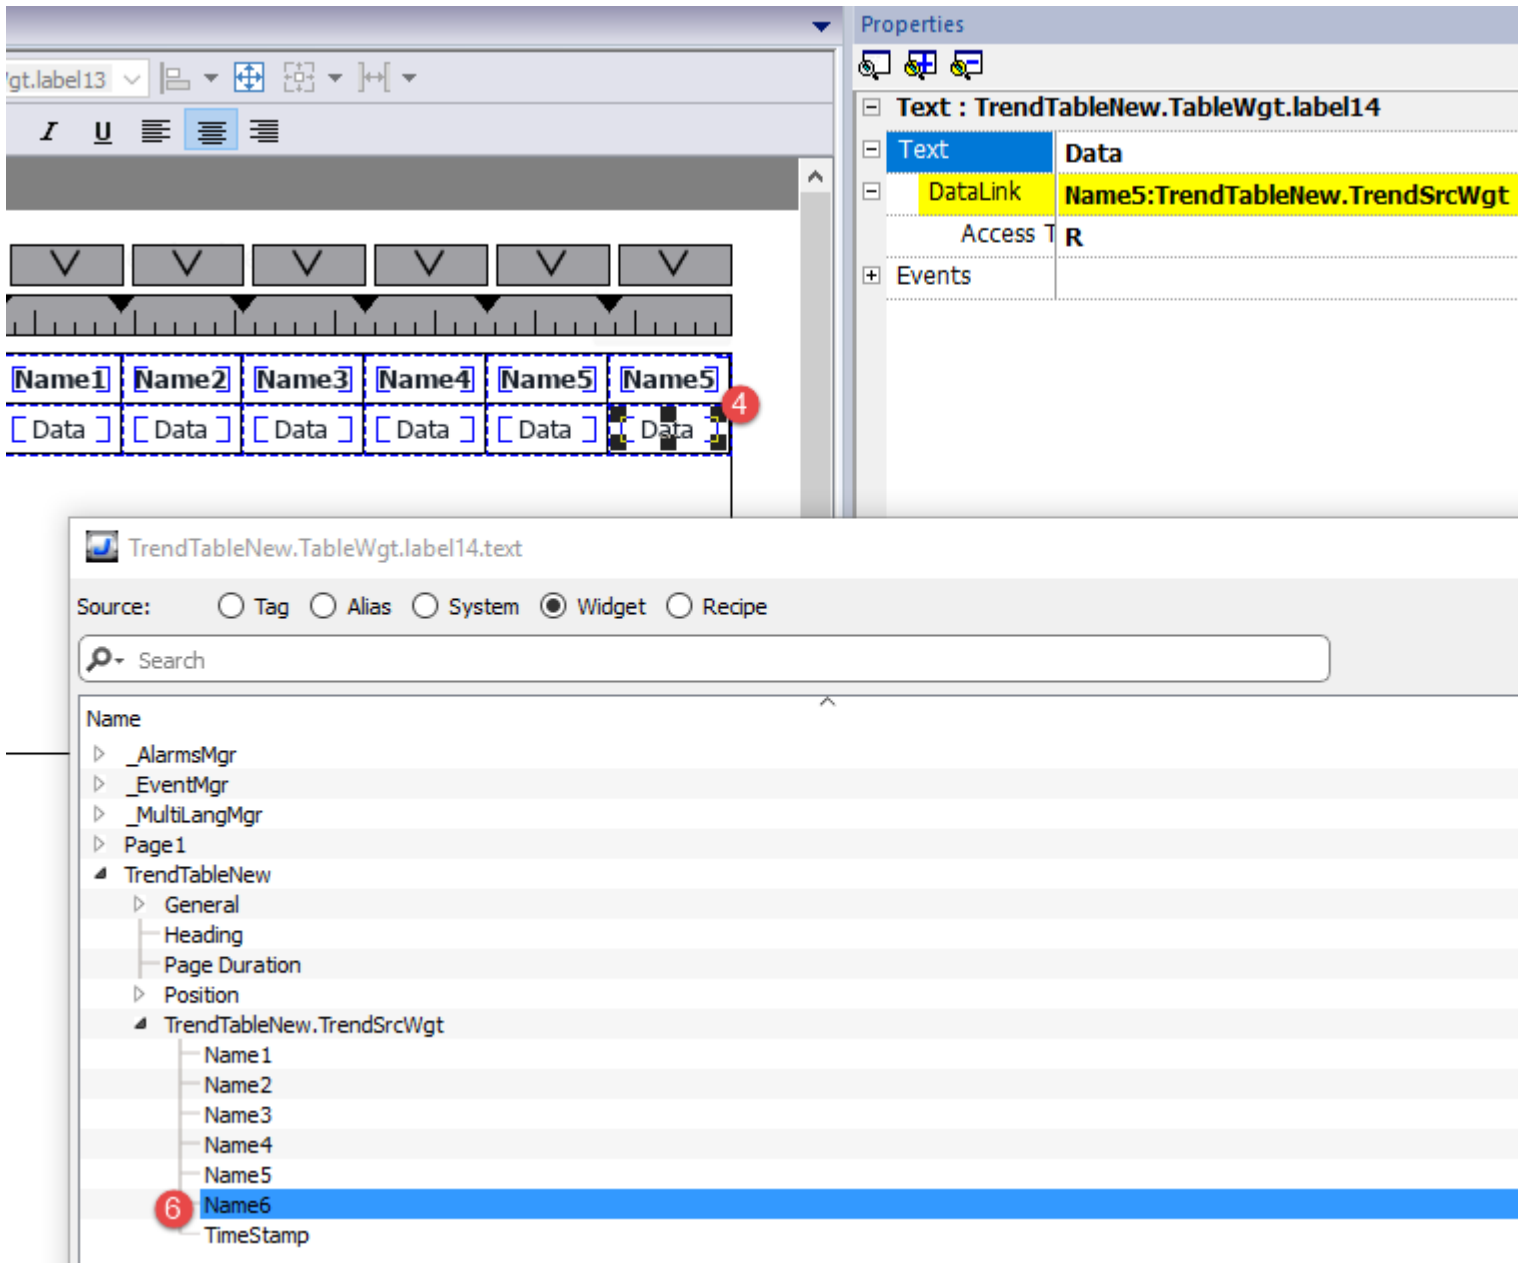 Properties
gt.label13
I U
Text : TrendTableNew.TableWgt.label14
Text Data
DataLink Name5:TrendTableNew.TrendSrcWgt
Access T R
Events
Name1 Name2 Name3 Name4 Name5 Name5
4
Data Data Data Data Data Data
TrendTableNew.TableWgt.label14.text
Source: Tag Alias System Widget Recipe
Search
Name
_AlarmsMgr
_EventMgr
_MultiLangMgr
Page1
TrendTableNew
General
Heading
Page Duration
Position
TrendTableNew.TrendSrcWgt
Name1
Name2
Name3
Name4
Name5
6 Name6
TimeStamp